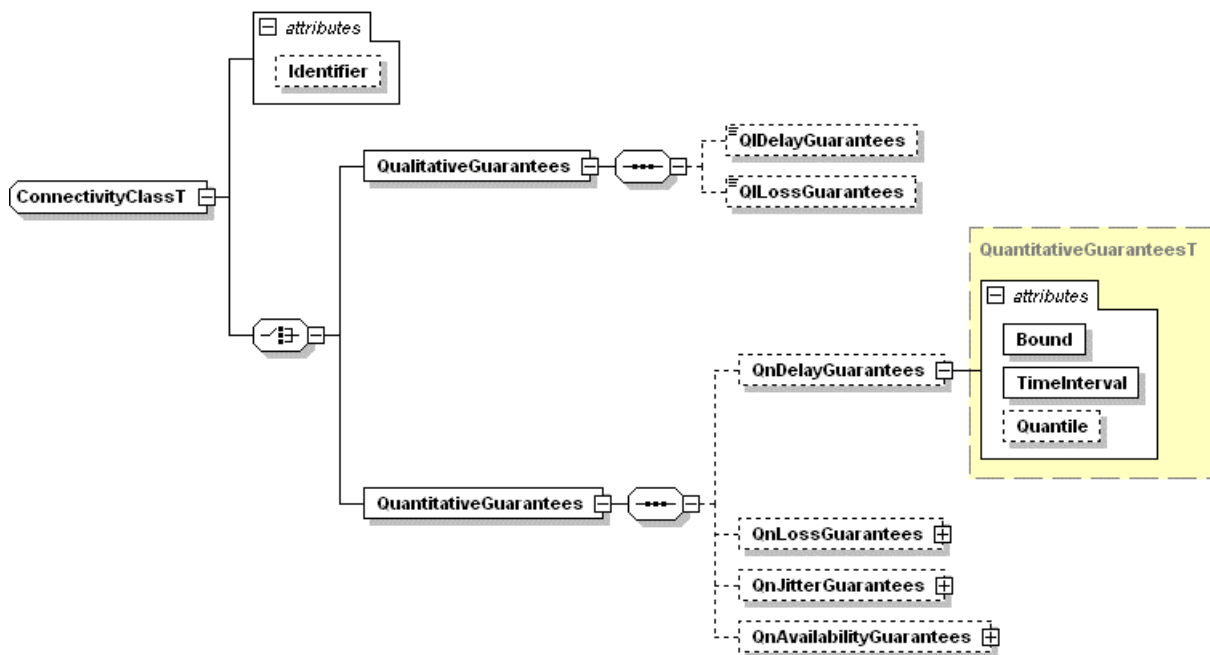 attributes
Identifier
QualitativeGuarantees
QlDelayGuarantees
QlLossGuarantees
ConnectivityClassT
QuantitativeGuaranteesT
attributes
Bound
TimeInterval
Quantile
QnDelayGuarantees
QuantitativeGuarantees
QnLossGuarantees
QnJitterGuarantees
QnAvailabilityGuarantees